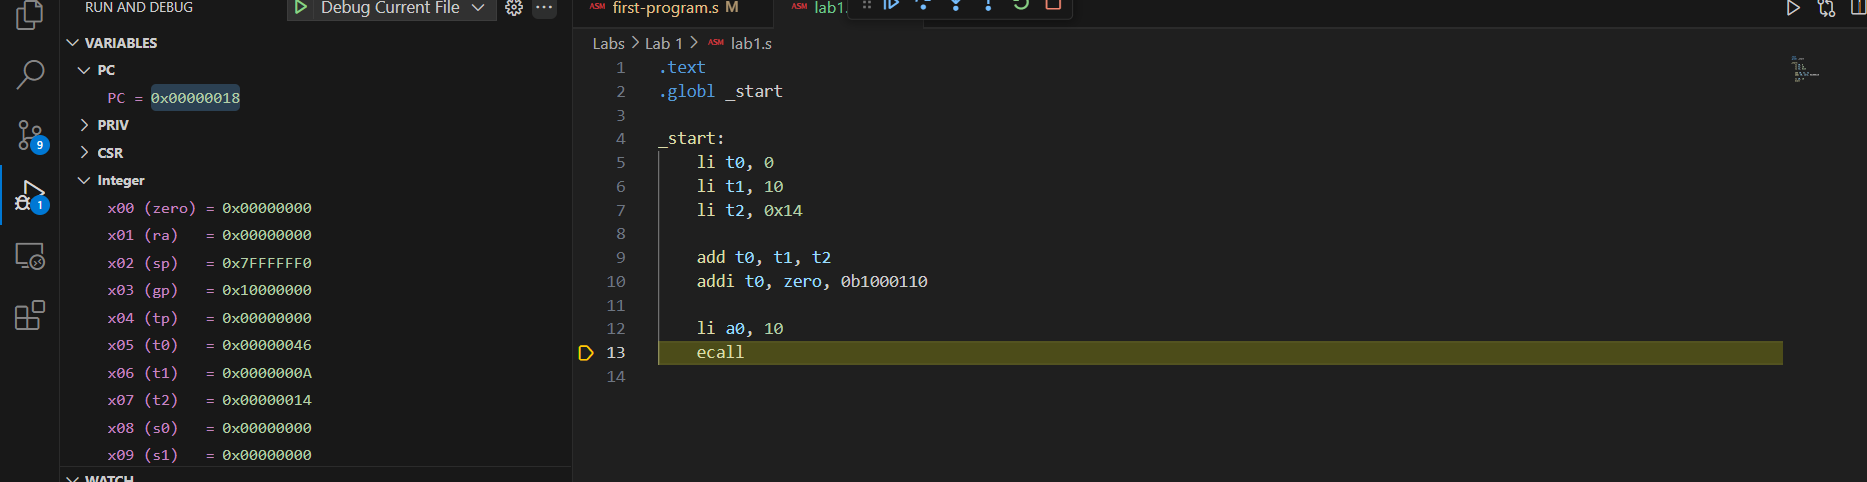 RUN AND DEBUG
Debug Current File
VARIABLES
PC
PC = 0x00000018
PRIV
CSR
Integer
x00 (zero) = 0x00000000
x01 (ra) = 0x00000000
x02 (sp) = 0x7FFFFFF0
x03 (gp) = 0x10000000
x04 (tp) = 0x00000000
x05 (t0) = 0x00000046
x06 (t1) = 0x0000000A
x07 (t2) = 0x00000014
x08 (s0) = 0x00000000
x09 (s1) = 0x00000000
WATCH
9
1
ASM first-program.s M
ASM lab1.
Labs > Lab 1 > ASM lab1.s
1 .text
2 .globl _start
3
4 _start:
5 li t0, 0
6 li t1, 10
7 li t2, 0x14
8
9 add t0, t1, t2
10 addi t0, zero, 0b1000110
11
12 li a0, 10
13 ecall
14